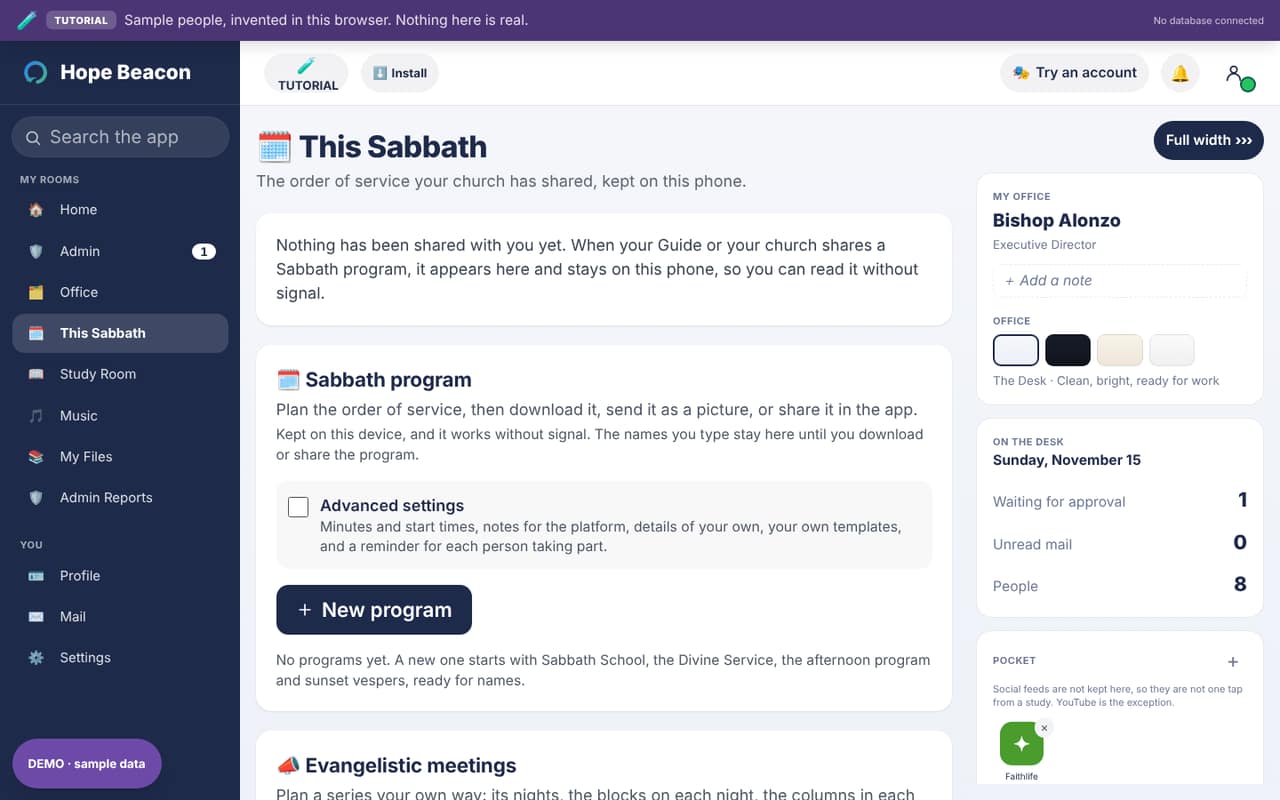 TUTORIAL Sample people, invented in this browser. Nothing here is real. No database connected
Hope Beacon
Search the app
MY ROOMS
Home
Admin 1
Office
This Sabbath
Study Room
Music
My Files
Admin Reports
YOU
Profile
Mail
Settings
DEMO · sample data
TUTORIAL
Install
Try an account
This Sabbath
The order of service your church has shared, kept on this phone.
Nothing has been shared with you yet. When your Guide or your church shares a
Sabbath program, it appears here and stays on this phone, so you can read it without
signal.
Sabbath program
Plan the order of service, then download it, send it as a picture, or share it in the app.
Kept on this device, and it works without signal. The names you type stay here until you download
or share the program.
Advanced settings
Minutes and start times, notes for the platform, details of your own, your own templates,
and a reminder for each person taking part.
+ New program
No programs yet. A new one starts with Sabbath School, the Divine Service, the afternoon program
and sunset vespers, ready for names.
Evangelistic meetings
Plan a series your own way: its nights, the blocks on each night, the columns in each
Full width ›››
MY OFFICE
Bishop Alonzo
Executive Director
+ Add a note
OFFICE
The Desk · Clean, bright, ready for work
ON THE DESK
Sunday, November 15
Waiting for approval 1
Unread mail 0
People 8
POCKET +
Social feeds are not kept here, so they are not one tap
from a study. YouTube is the exception.
×
Faithlife